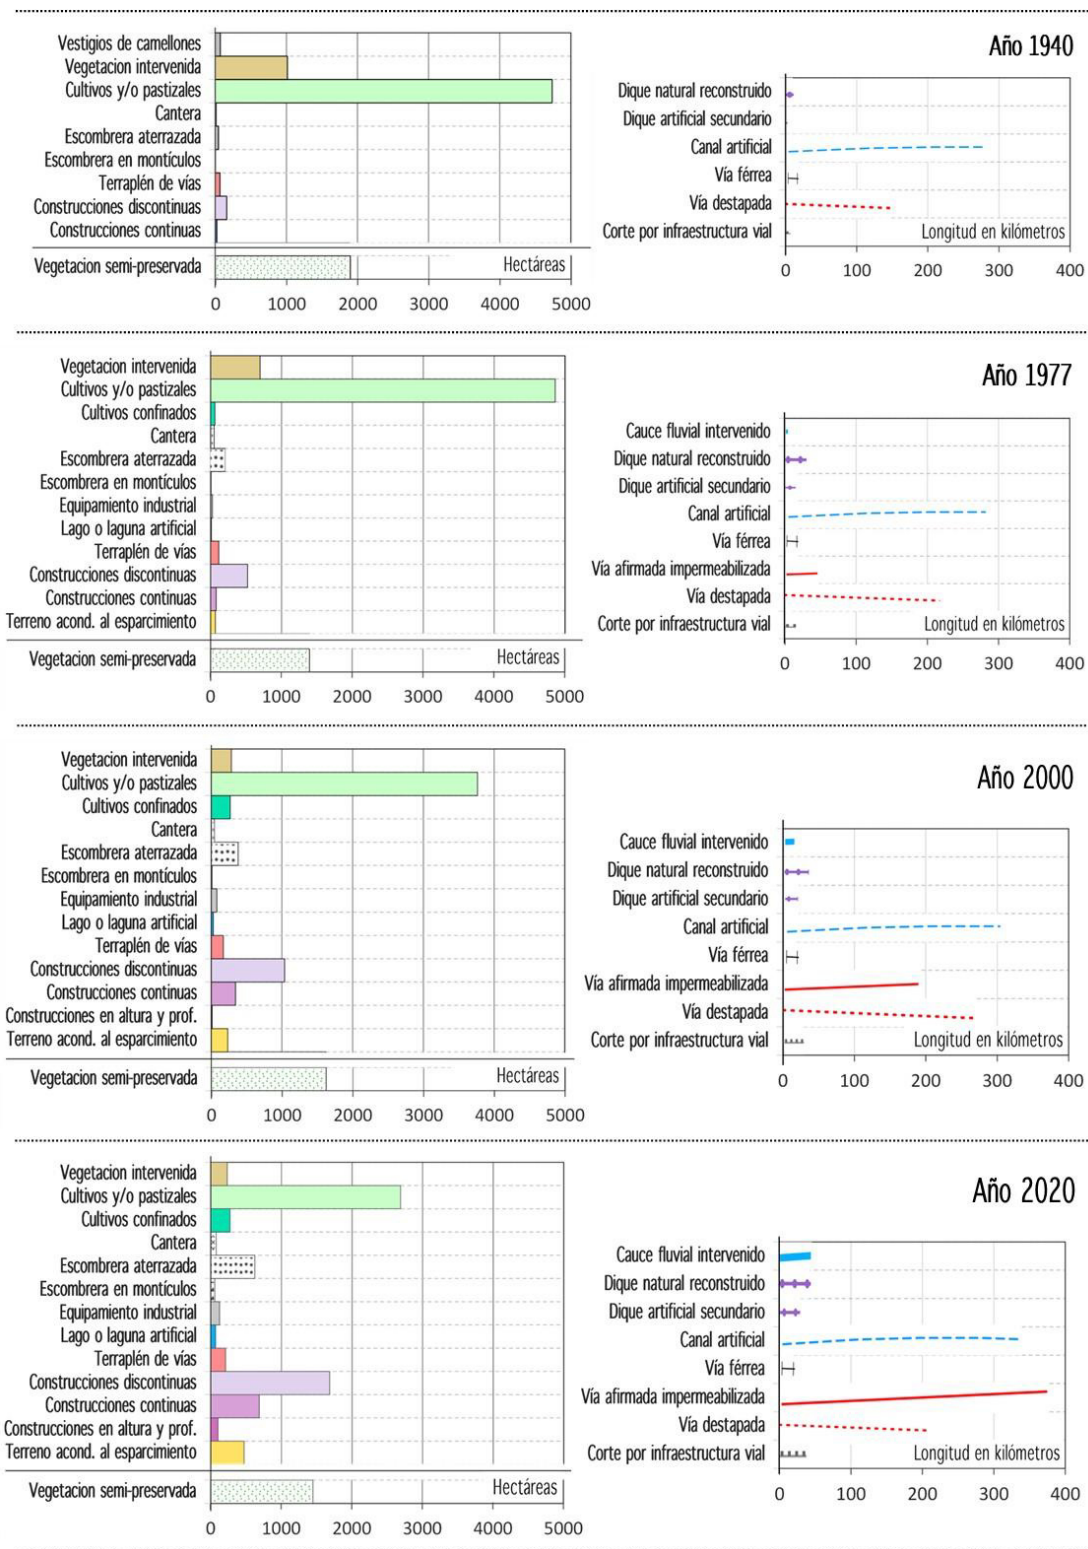 Año 1940
Vestigios de camellones
Vegetacion intervenida
Cultivos y/o pastizales
Cantera
Escombrera aterrazada
Escombrera en montículos
Terraplén de vías
Construcciones discontinuas
Construcciones continuas
Vegetacion semi-preservada
Hectáreas
0 1000 2000 3000 4000 5000
Dique natural reconstruido
Dique artificial secundario
Canal artificial
Vía férrea
Vía destapada
Corte por infraestructura vial
Longitud en kilómetros
0 100 200 300 400
Año 1977
Vegetacion intervenida
Cultivos y/o pastizales
Cultivos confinados
Cantera
Escombrera aterrazada
Escombrera en montículos
Equipamiento industrial
Lago o laguna artificial
Terraplén de vías
Construcciones discontinuas
Construcciones continuas
Terreno acond. al esparcimiento
Vegetacion semi-preservada
Hectáreas
0 1000 2000 3000 4000 5000
Cauce fluvial intervenido
Dique natural reconstruido
Dique artificial secundario
Canal artificial
Vía férrea
Vía afirmada impermeabilizada
Vía destapada
Corte por infraestructura vial
Longitud en kilómetros
0 100 200 300 400
Año 2000
Vegetacion intervenida
Cultivos y/o pastizales
Cultivos confinados
Cantera
Escombrera aterrazada
Escombrera en montículos
Equipamiento industrial
Lago o laguna artificial
Terraplén de vías
Construcciones discontinuas
Construcciones continuas
Construcciones en altura y prof.
Terreno acond. al esparcimiento
Vegetacion semi-preservada
Hectáreas
0 1000 2000 3000 4000 5000
Cauce fluvial intervenido
Dique natural reconstruido
Dique artificial secundario
Canal artificial
Vía férrea
Vía afirmada impermeabilizada
Vía destapada
Corte por infraestructura vial
Longitud en kilómetros
0 100 200 300 400
Año 2020
Vegetacion intervenida
Cultivos y/o pastizales
Cultivos confinados
Cantera
Escombrera aterrazada
Escombrera en montículos
Equipamiento industrial
Lago o laguna artificial
Terraplén de vías
Construcciones discontinuas
Construcciones continuas
Construcciones en altura y prof.
Terreno acond. al esparcimiento
Vegetacion semi-preservada
Hectáreas
0 1000 2000 3000 4000 5000
Cauce fluvial intervenido
Dique natural reconstruido
Dique artificial secundario
Canal artificial
Vía férrea
Vía afirmada impermeabilizada
Vía destapada
Corte por infraestructura vial
Longitud en kilómetros
0 100 200 300 400